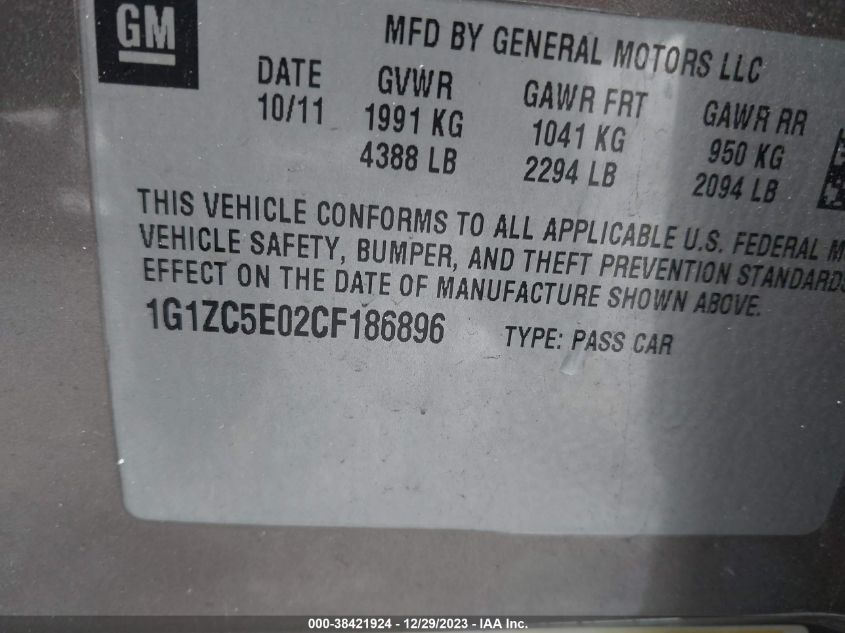 GM
MFD BY GENERAL MOTORS LLC
DATE GVWR GAWR FRT GAWR RR
10/11 1991 KG 1041 KG 950 KG
4388 LB 2294 LB 2094 LB
THIS VEHICLE CONFORMS TO ALL APPLICABLE U.S. FEDERAL M
VEHICLE SAFETY, BUMPER, AND THEFT PREVENTION STANDARDS
EFFECT ON THE DATE OF MANUFACTURE SHOWN ABOVE.
1G1ZC5E02CF186896 TYPE: PASS CAR
000-38421924 - 12/29/2023 - IAA Inc.